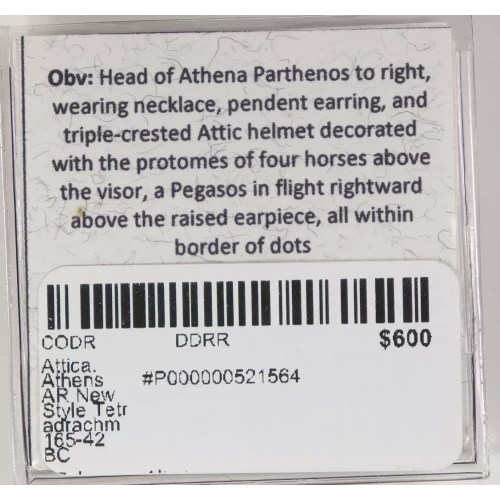 Obv: Head of Athena Parthenos to right,
wearing necklace, pendent earring, and
triple-crested Attic helmet decorated
with the protomes of four horses above
the visor, a Pegasos in flight rightward
above the raised earpiece, all within
border of dots
CODR DDRR $600
Attica.
Athens #P000000521564
AR New
Style Tetr
adrachm
165-42
BC